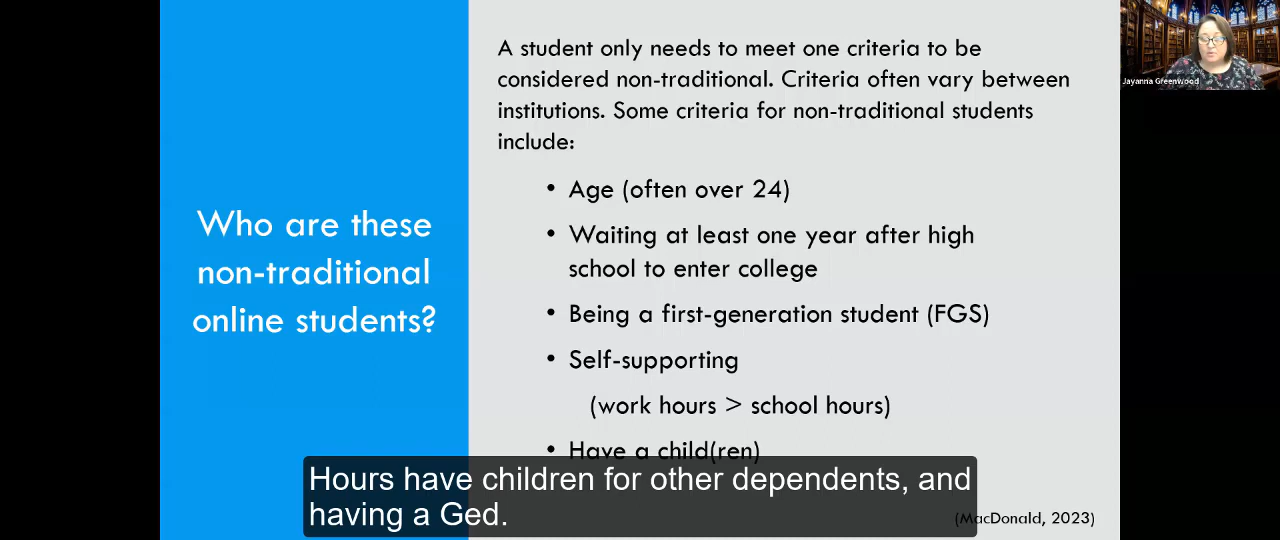 Who are these
non-traditional
online students?
A student only needs to meet one criteria to be
considered non-traditional. Criteria often vary between
institutions. Some criteria for non-traditional students
include:
• Age (often over 24)
• Waiting at least one year after high
school to enter college
• Being a first-generation student (FGS)
• Self-supporting
(work hours > school hours)
• Have a child(ren)
Hours have children for other dependents, and
having a Ged.
(MacDonald, 2023)
Jayanna Greenwood